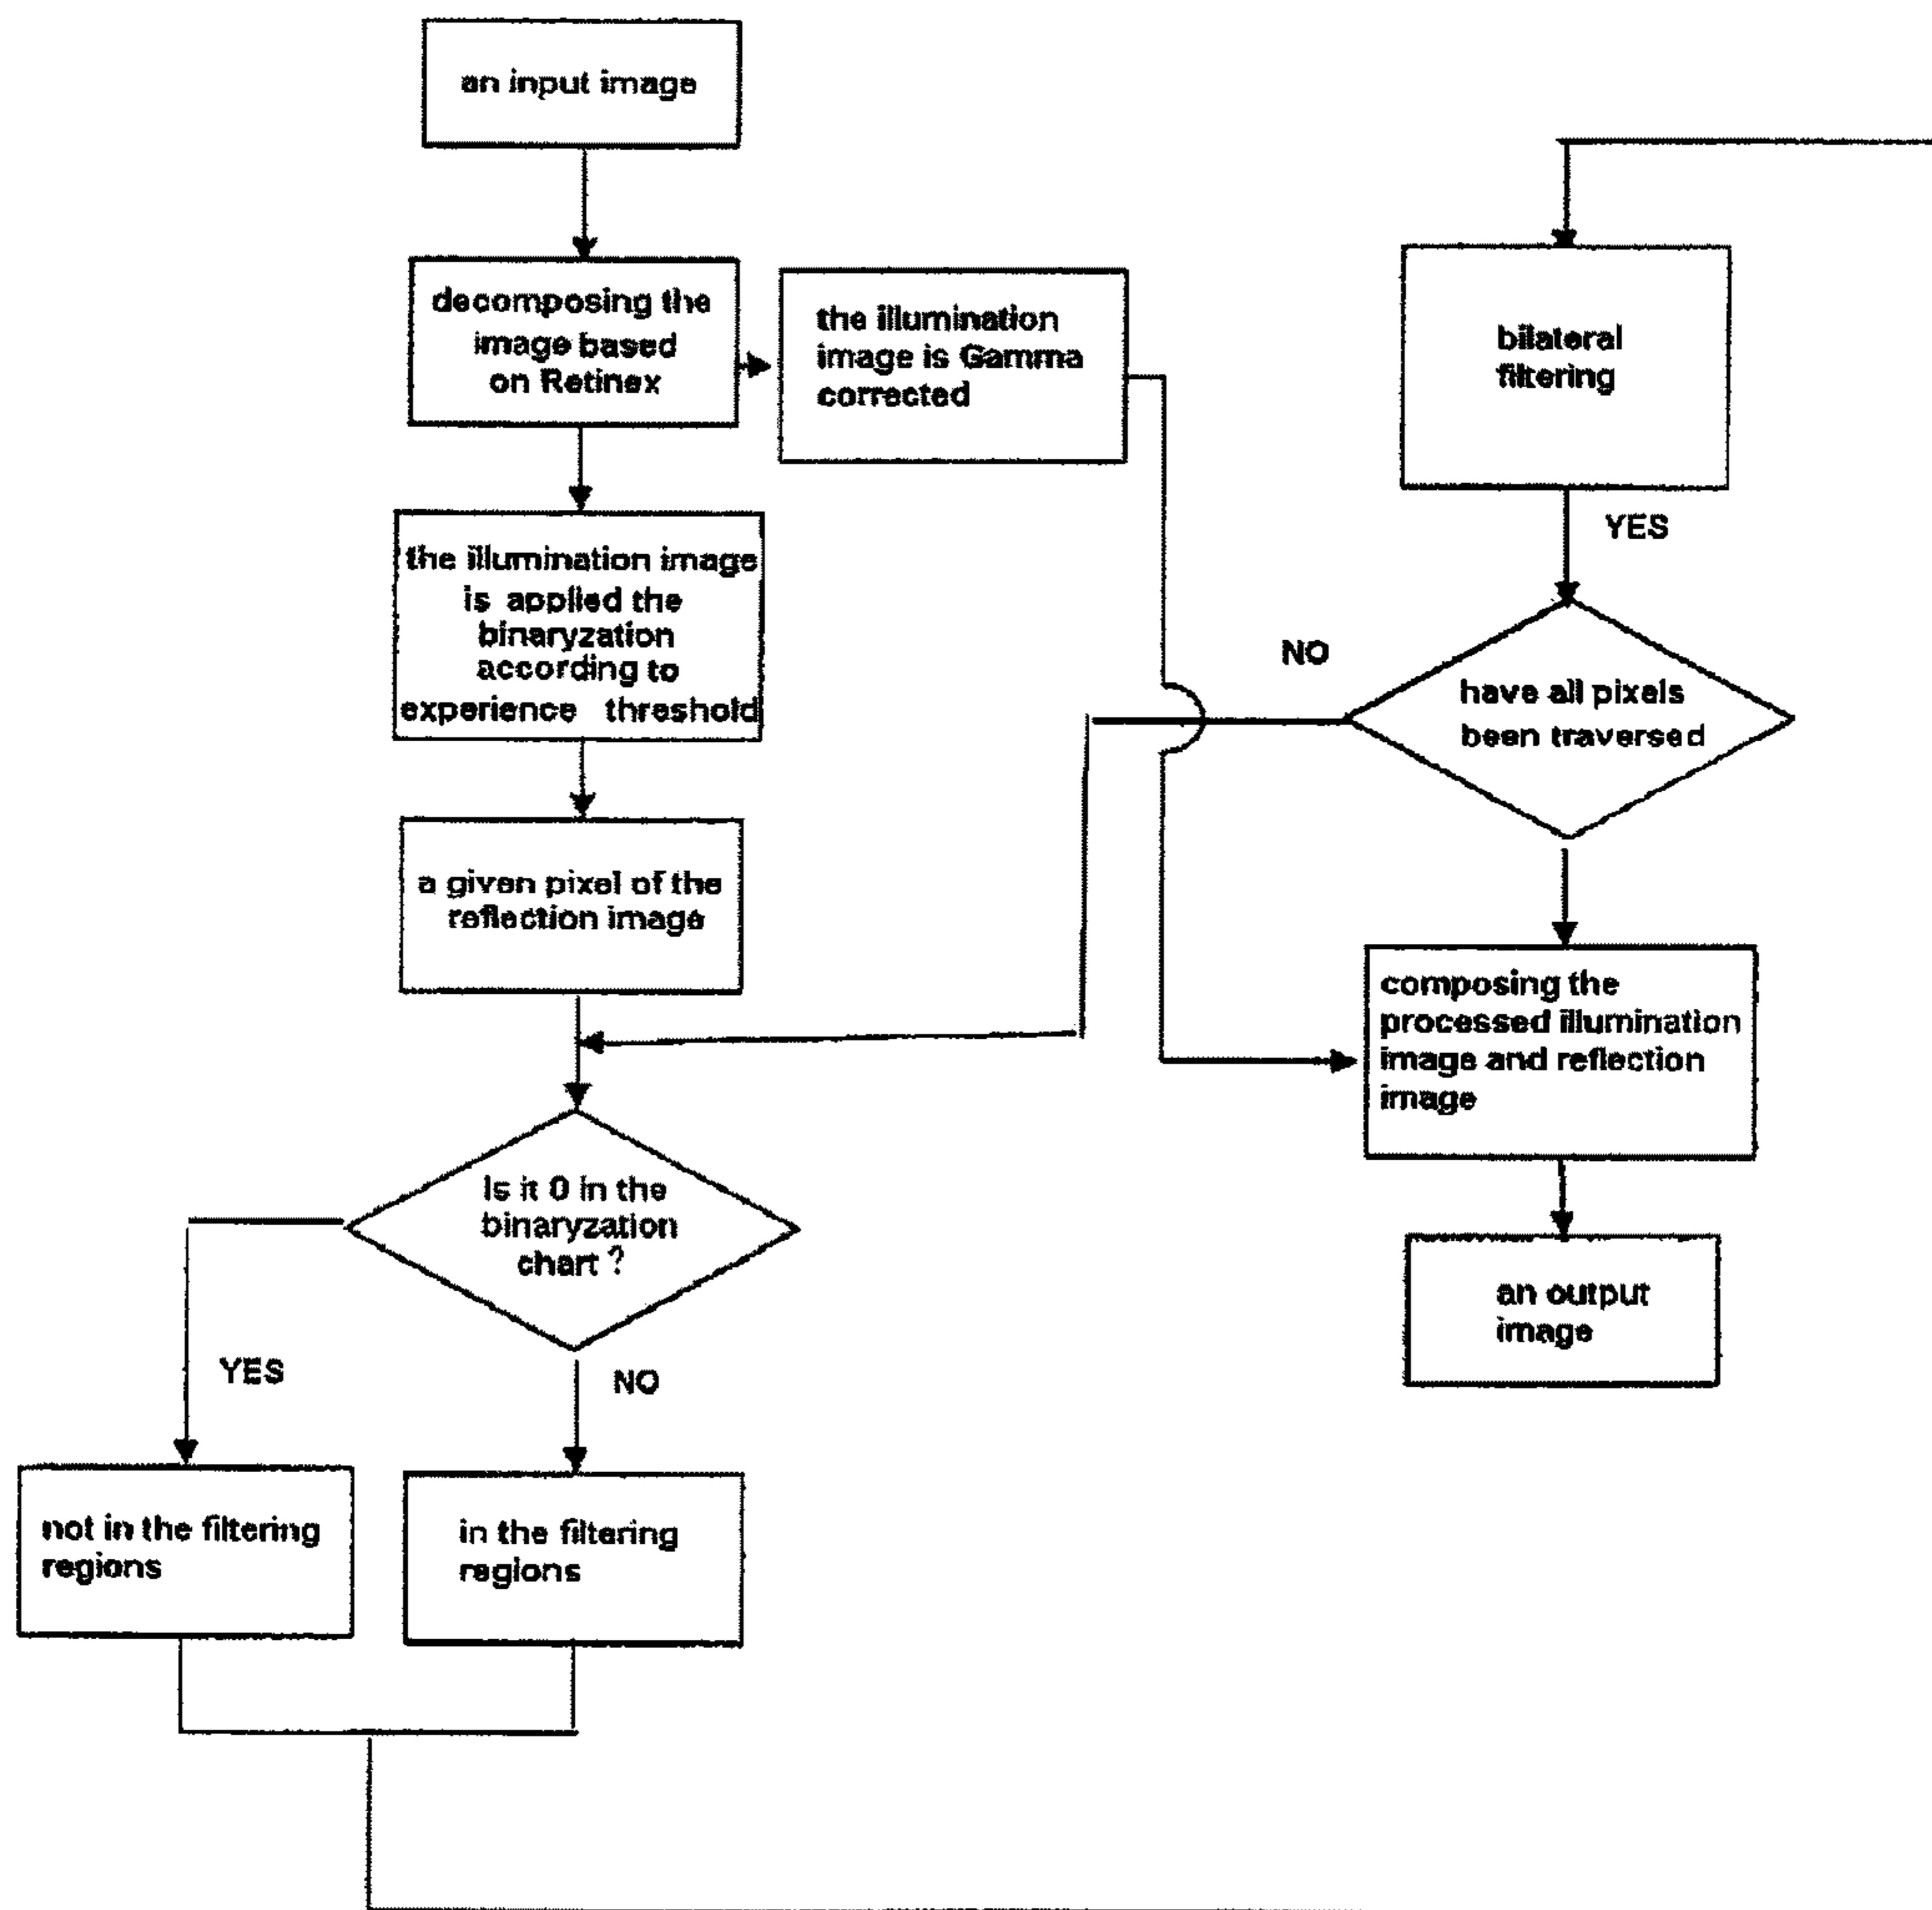 an input image
decomposing the
image based
on Retinex
the illumination
image is Gamma
corrected
the illumination image
is applied the
binaryzation
according to
experience threshold
a given pixel of the
reflection image
Is it 0 in the
binaryzation
chart ?
YES
NO
not in the filtering
regions
in the filtering
regions
bilateral
filtering
YES
NO
have all pixels
been traversed
composing the
processed illumination
image and reflection
image
an output
image